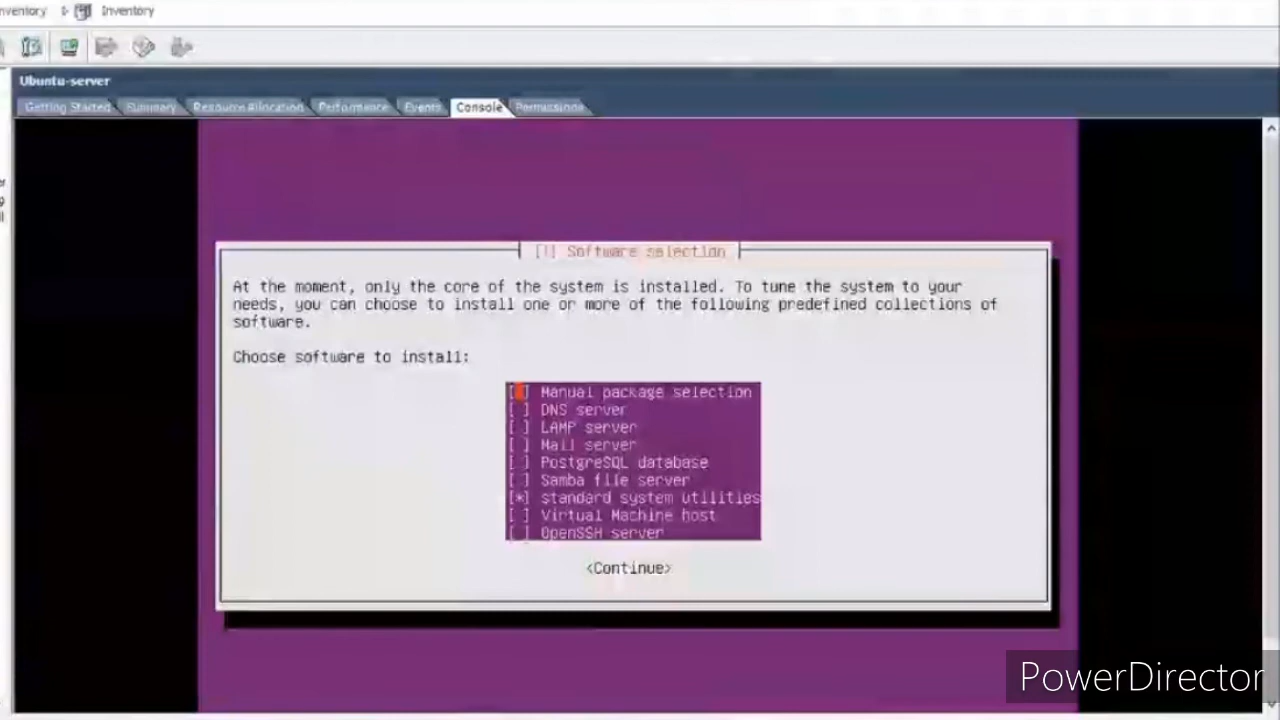 nventory Inventory
Ubuntu-server
Getting Started Summary Resource Allocation Performance Events Console Permissions
[!] Software selection
At the moment, only the core of the system is installed. To tune the system to your
needs, you can choose to install one or more of the following predefined collections of
software.
Choose software to install:
[ ] Manual package selection
[ ] DNS server
[ ] LAMP server
[ ] Mail server
[ ] PostgreSQL database
[ ] Samba file server
[*] standard system utilities
[ ] Virtual Machine host
[ ] OpenSSH server
<Continue>
PowerDirector